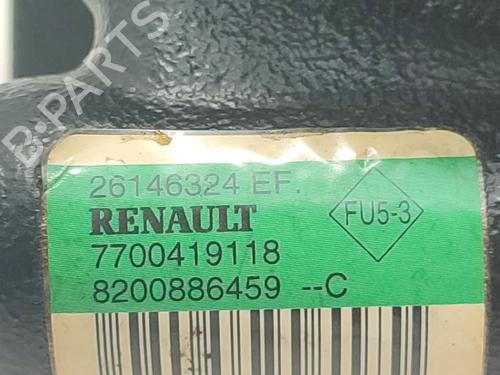 B-PARTS
26146324 EF.
RENAULT
FU5-3
7700419118
8200886459 --C